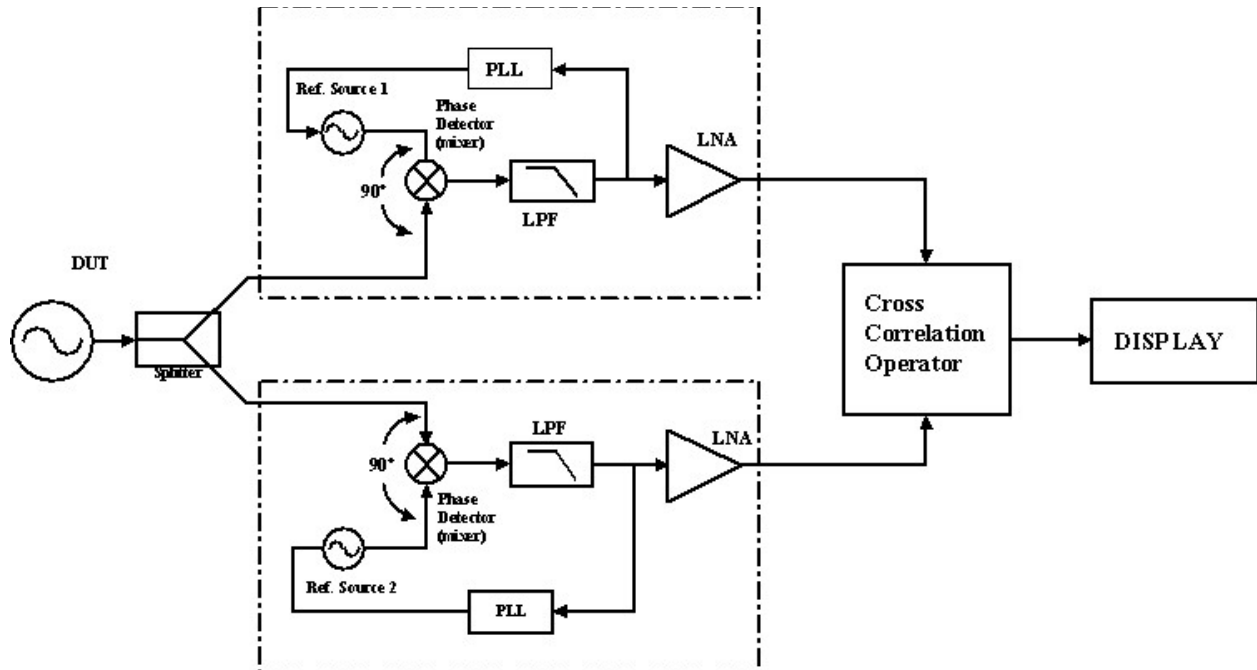 PLL
Ref. Source 1
Phase
Detector
(mixer)
LNA
90°
LPF
DUT
Splitter
Cross
Correlation
Operator
DISPLAY
LPF
LNA
90°
Phase
Detector
(mixer)
Ref. Source 2
PLL